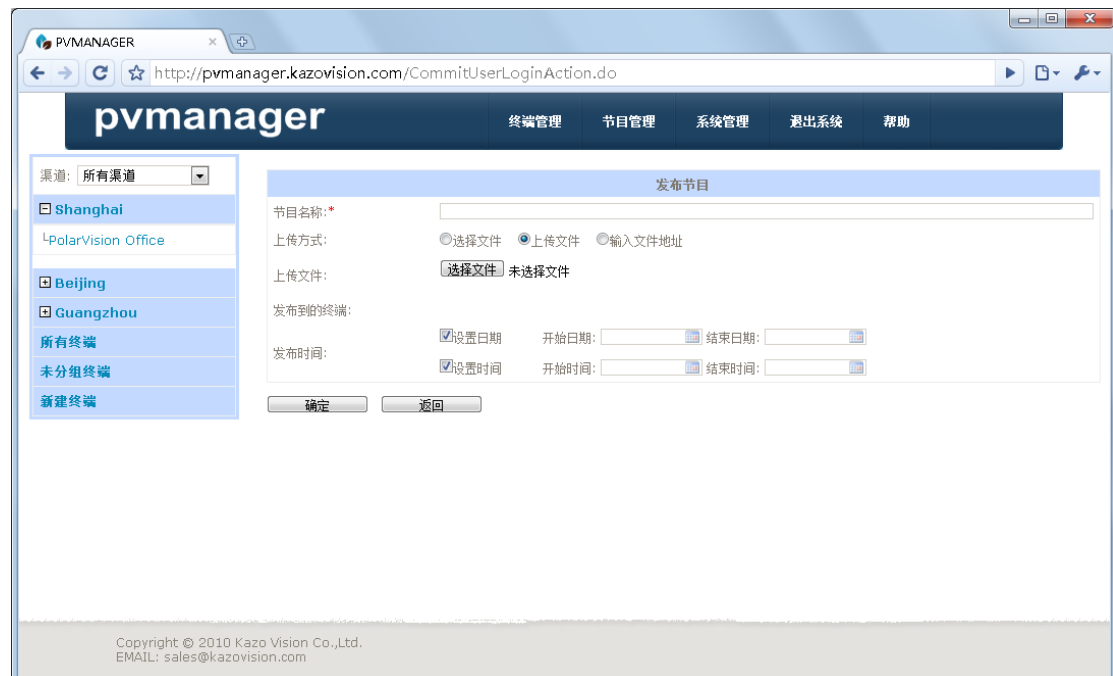 PVMANAGER
http://pvmanager.kazovision.com/CommitUserLoginAction.do
pvmanager 终端管理 节目管理 系统管理 退出系统 帮助
渠道: 所有渠道
Shanghai
PolarVision Office
Beijing
Guangzhou
所有终端
未分组终端
新建终端
发布节目
节目名称:*
上传方式: 选择文件 上传文件 输入文件地址
上传文件: 选择文件 未选择文件
发布到的终端:
发布时间: 设置日期 开始日期: 结束日期:
设置时间 开始时间: 结束时间:
确定 返回
Copyright © 2010 Kazo Vision Co.,Ltd.
EMAIL: sales@kazovision.com